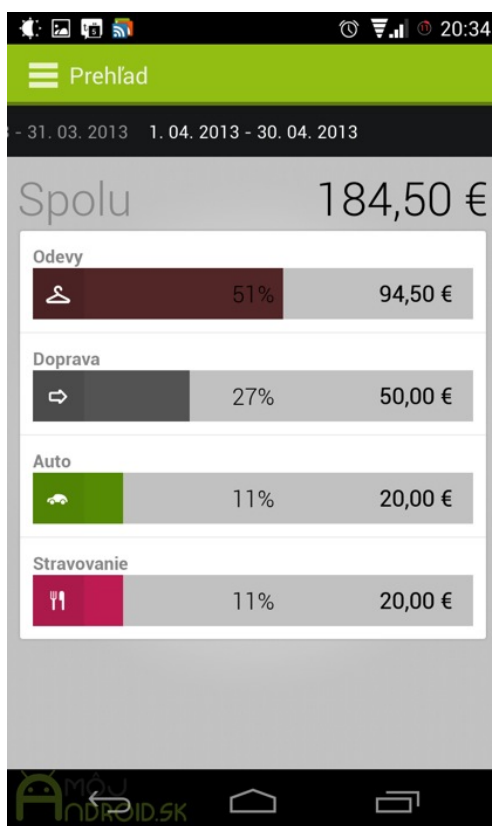 20:34
Prehľad
- 31. 03. 2013 1. 04. 2013 - 30. 04. 2013
Spolu 184,50 €
Odevy
51% 94,50 €
Doprava
27% 50,00 €
Auto
11% 20,00 €
Stravovanie
11% 20,00 €
MÔJ
ANDROID.SK